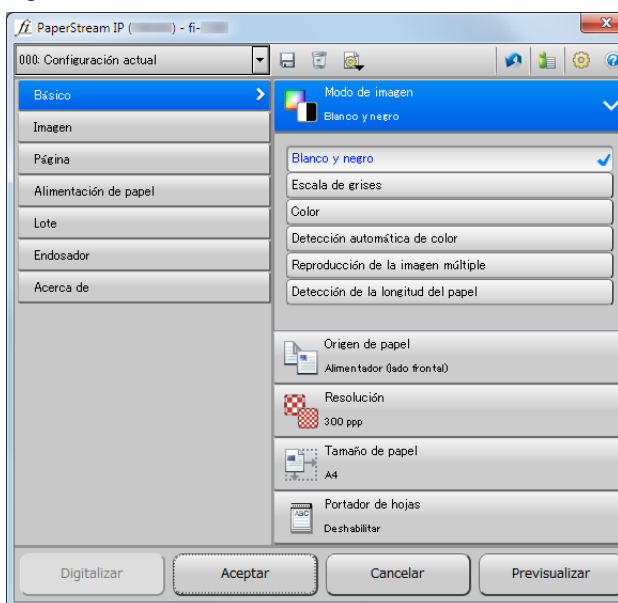 PaperStream IP ( ) - fi-
000: Configuración actual
Básico
Imagen
Página
Alimentación de papel
Lote
Endosador
Acerca de
Modo de imagen
Blanco y negro
Blanco y negro
Escala de grises
Color
Detección automática de color
Reproducción de la imagen múltiple
Detección de la longitud del papel
Origen de papel
Alimentador (lado frontal)
Resolución
300 ppp
Tamaño de papel
A4
Portador de hojas
Deshabilitar
Digitalizar
Aceptar
Cancelar
Previsualizar